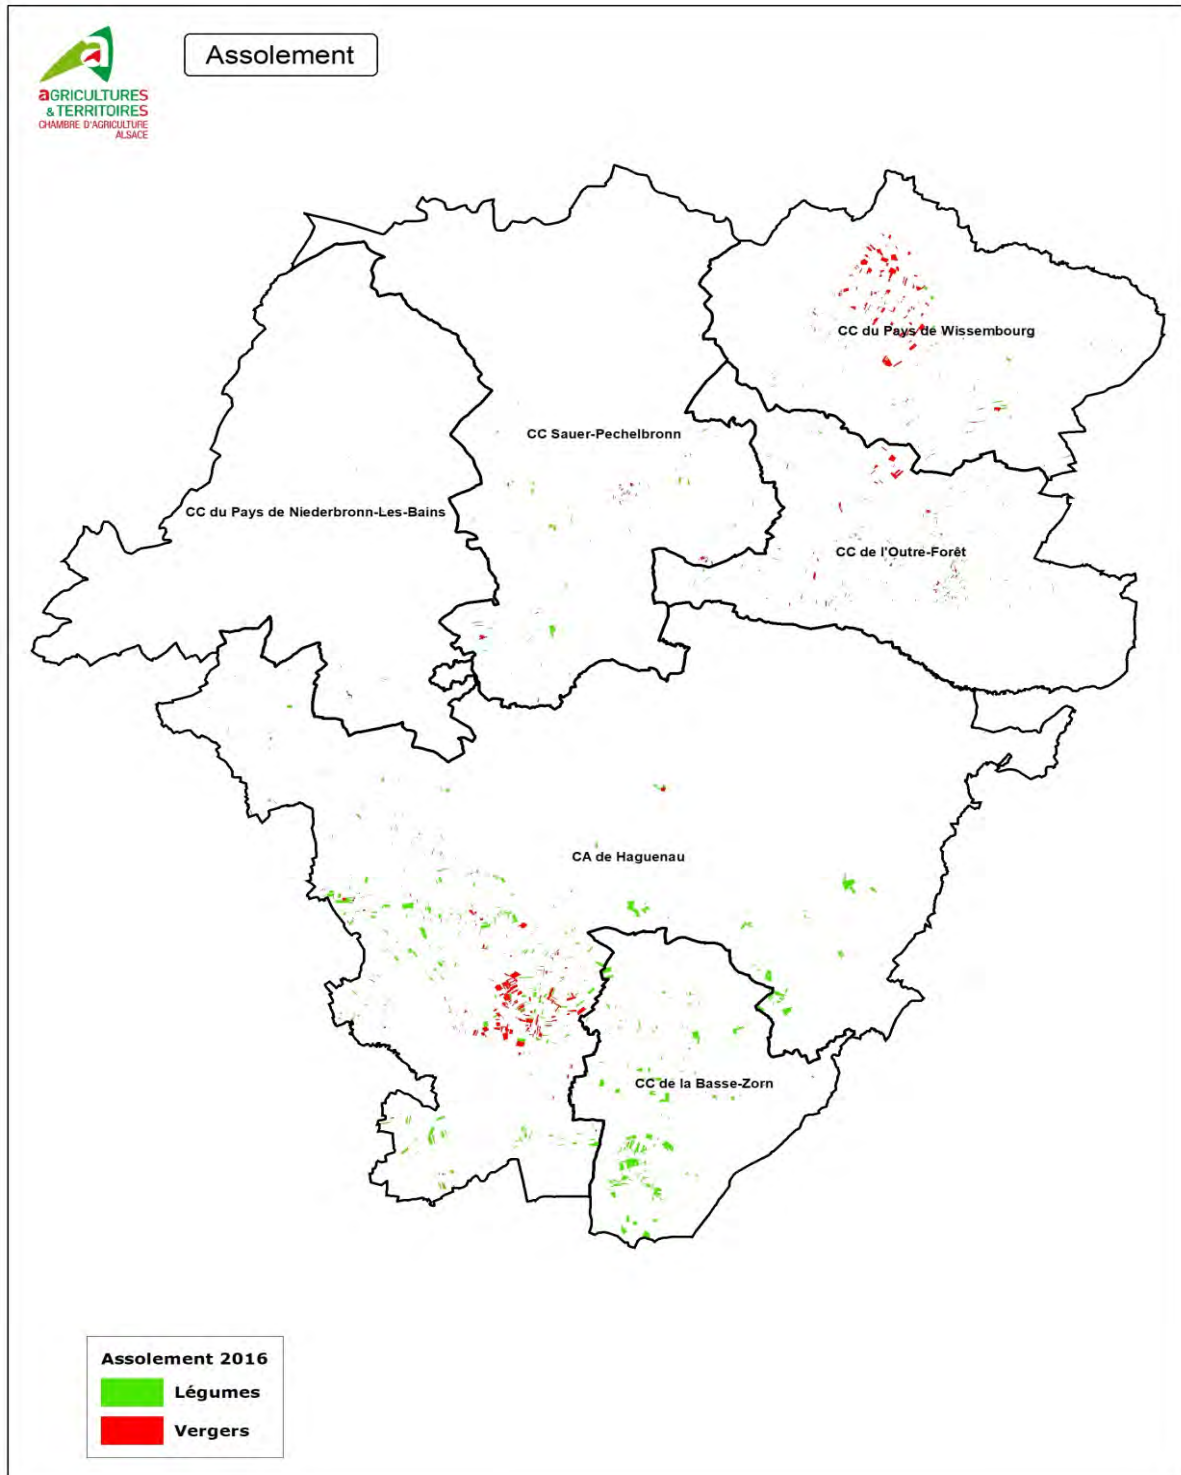 Assolement
a
aGRICULTURES
& TERRITOIRES
CHAMBRE D'AGRICULTURE
ALSACE
CC du Pays de Wissembourg
CC Sauer-Pechelbronn
CC du Pays de Niederbronn-Les-Bains
CC de l'Outre-Forêt
CA de Haguenau
CC de la Basse-Zorn
Assolement 2016
Légumes
Vergers